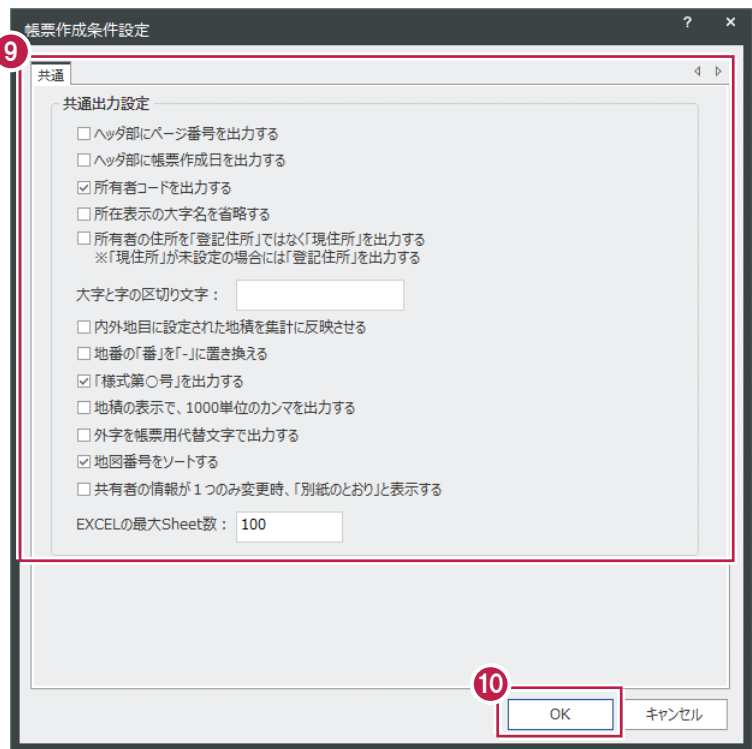 帳票作成条件設定
? ×
9
共通
共通出力設定
ヘッダ部にページ番号を出力する
ヘッダ部に帳票作成日を出力する
所有者コードを出力する
所在表示の大字名を省略する
所有者の住所を「登記住所」ではなく「現住所」を出力する
※「現住所」が未設定の場合には「登記住所」を出力する
大字と字の区切り文字：
内外地目に設定された地積を集計に反映させる
地番の「番」を「-」に置き換える
「様式第○号」を出力する
地積の表示で、1000単位のカンマを出力する
外字を帳票用代替文字で出力する
地図番号をソートする
共有者の情報が１つのみ変更時、「別紙のとおり」と表示する
EXCELの最大Sheet数： 100
10
OK キャンセル